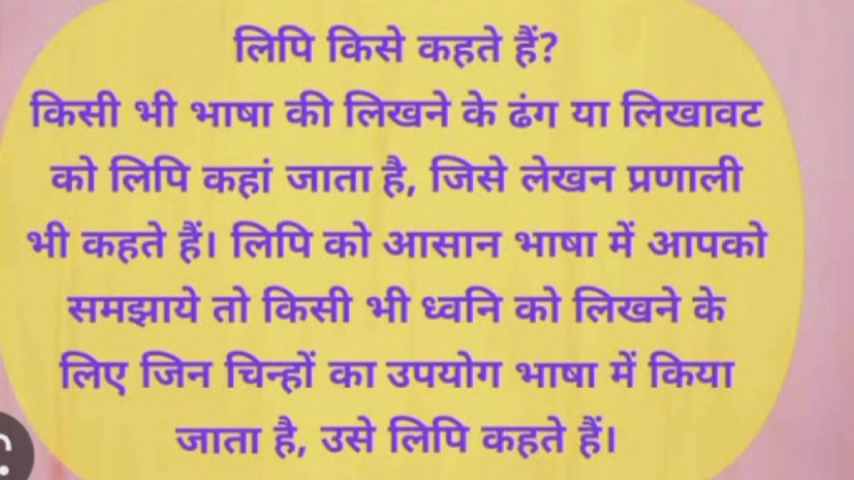 लिपि किसे कहते हैं?
किसी भी भाषा की लिखने के ढंग या लिखावट
को लिपि कहां जाता है, जिसे लेखन प्रणाली
भी कहते हैं। लिपि को आसान भाषा में आपको
समझाये तो किसी भी ध्वनि को लिखने के
लिए जिन चिन्हों का उपयोग भाषा में किया
जाता है, उसे लिपि कहते हैं।